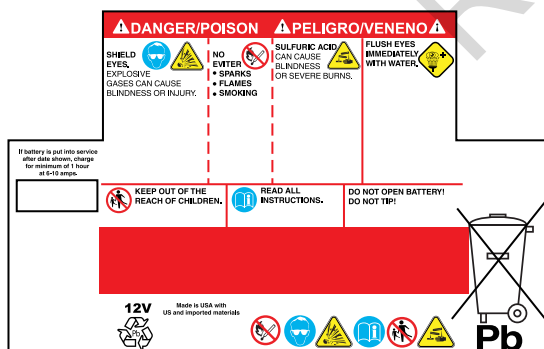 DANGER/POISON
PELIGRO/VENENO
SHIELD
EYES.
EXPLOSIVE
GASES CAN CAUSE
BLINDNESS OR INJURY.
NO
EVITER
• SPARKS
• FLAMES
• SMOKING
SULFURIC ACID
CAN CAUSE
BLINDNESS
OR SEVERE BURNS.
FLUSH EYES
IMMEDIATELY
WITH WATER.
If battery is put into service
after date shown, charge
for minimum of 1 hour
at 6-10 amps.
KEEP OUT OF THE
REACH OF CHILDREN.
READ ALL
INSTRUCTIONS.
DO NOT OPEN BATTERY!
DO NOT TIP!
12V
Pb
Made is USA with
US and imported materials
Pb